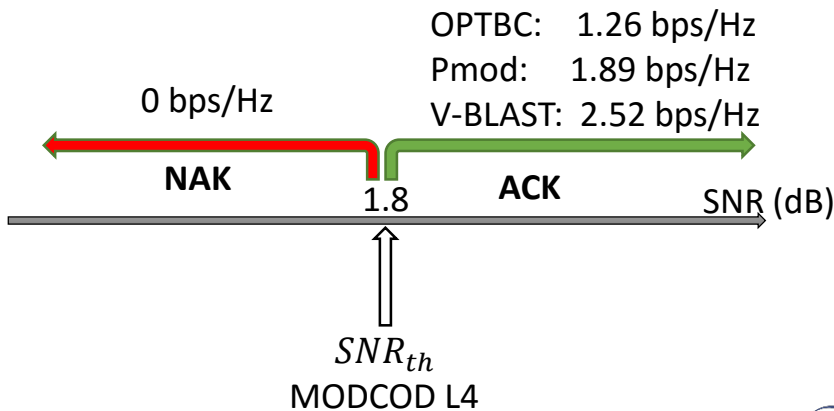 OPTBC: 1.26 bps/Hz
Pmod: 1.89 bps/Hz
V-BLAST: 2.52 bps/Hz
0 bps/Hz
NAK
ACK
1.8
SNR (dB)
SNR_th
MODCOD L4